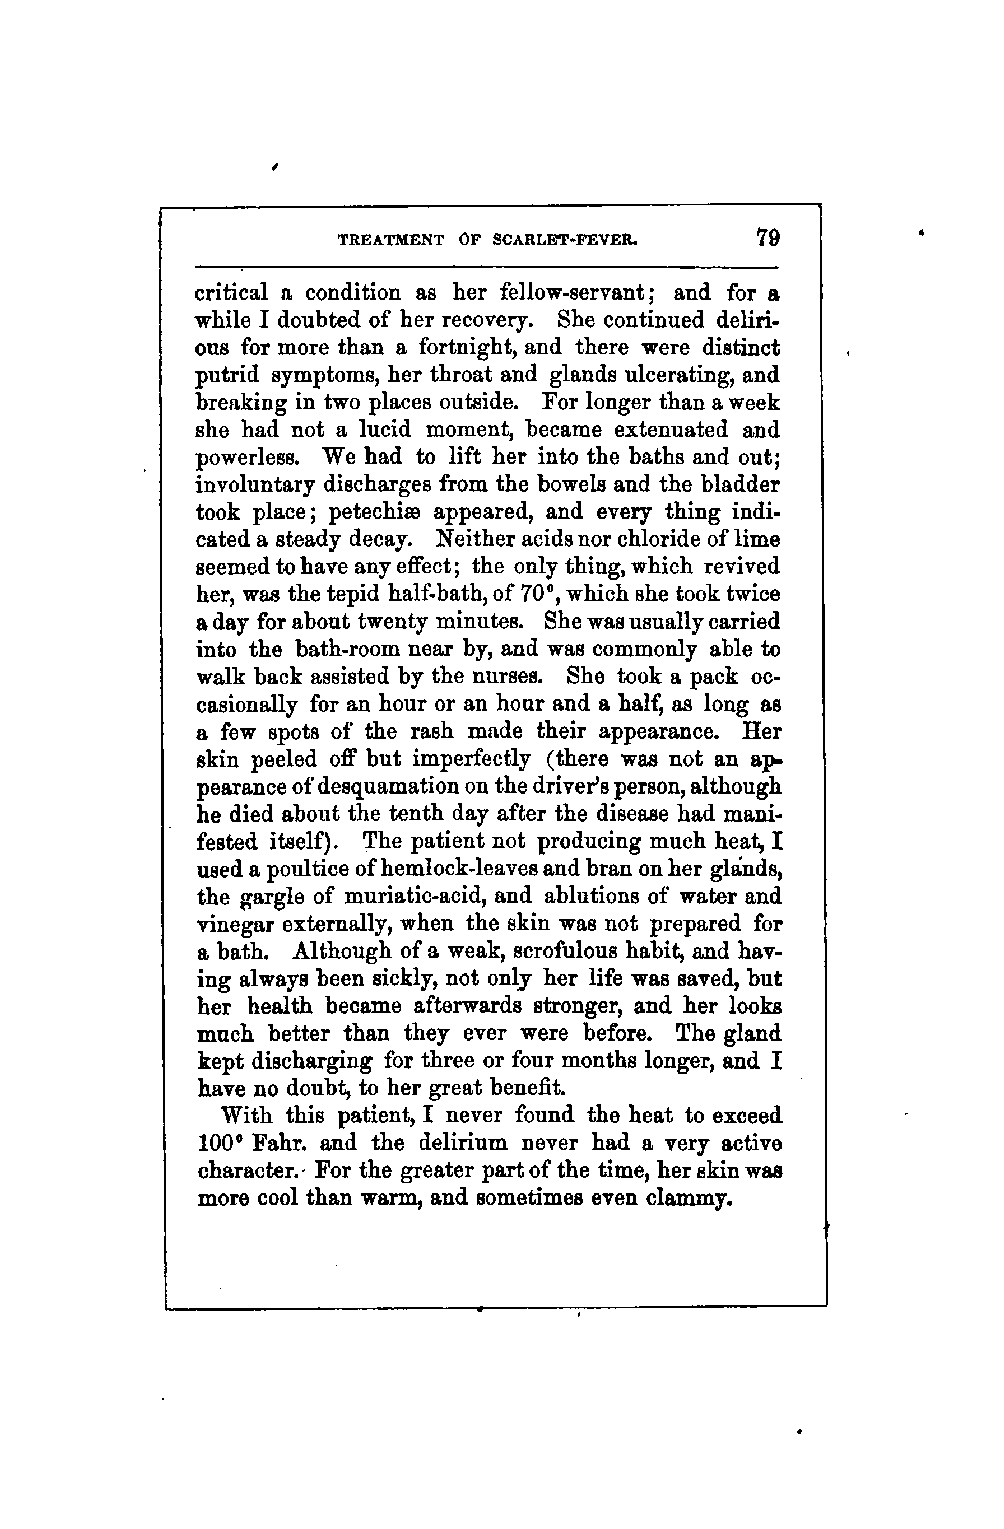 TREATMENT OF SCARLET-FEVER. 79
critical a condition as her fellow-servant; and for a
while I doubted of her recovery. She continued deliri-
ous for more than a fortnight, and there were distinct
putrid symptoms, her throat and glands ulcerating, and
breaking in two places outside. For longer than a week
she had not a lucid moment, became extenuated and
powerless. We had to lift her into the baths and out;
involuntary discharges from the bowels and the bladder
took place; petechiæ appeared, and every thing indi-
cated a steady decay. Neither acids nor chloride of lime
seemed to have any effect; the only thing, which revived
her, was the tepid half-bath, of 70°, which she took twice
a day for about twenty minutes. She was usually carried
into the bath-room near by, and was commonly able to
walk back assisted by the nurses. She took a pack oc-
casionally for an hour or an hour and a half, as long as
a few spots of the rash made their appearance. Her
skin peeled off but imperfectly (there was not an ap-
pearance of desquamation on the driver's person, although
he died about the tenth day after the disease had mani-
fested itself). The patient not producing much heat, I
used a poultice of hemlock-leaves and bran on her glands,
the gargle of muriatic-acid, and ablutions of water and
vinegar externally, when the skin was not prepared for
a bath. Although of a weak, scrofulous habit, and hav-
ing always been sickly, not only her life was saved, but
her health became afterwards stronger, and her looks
much better than they ever were before. The gland
kept discharging for three or four months longer, and I
have no doubt, to her great benefit.
With this patient, I never found the heat to exceed
100° Fahr. and the delirium never had a very active
character. For the greater part of the time, her skin was
more cool than warm, and sometimes even clammy.